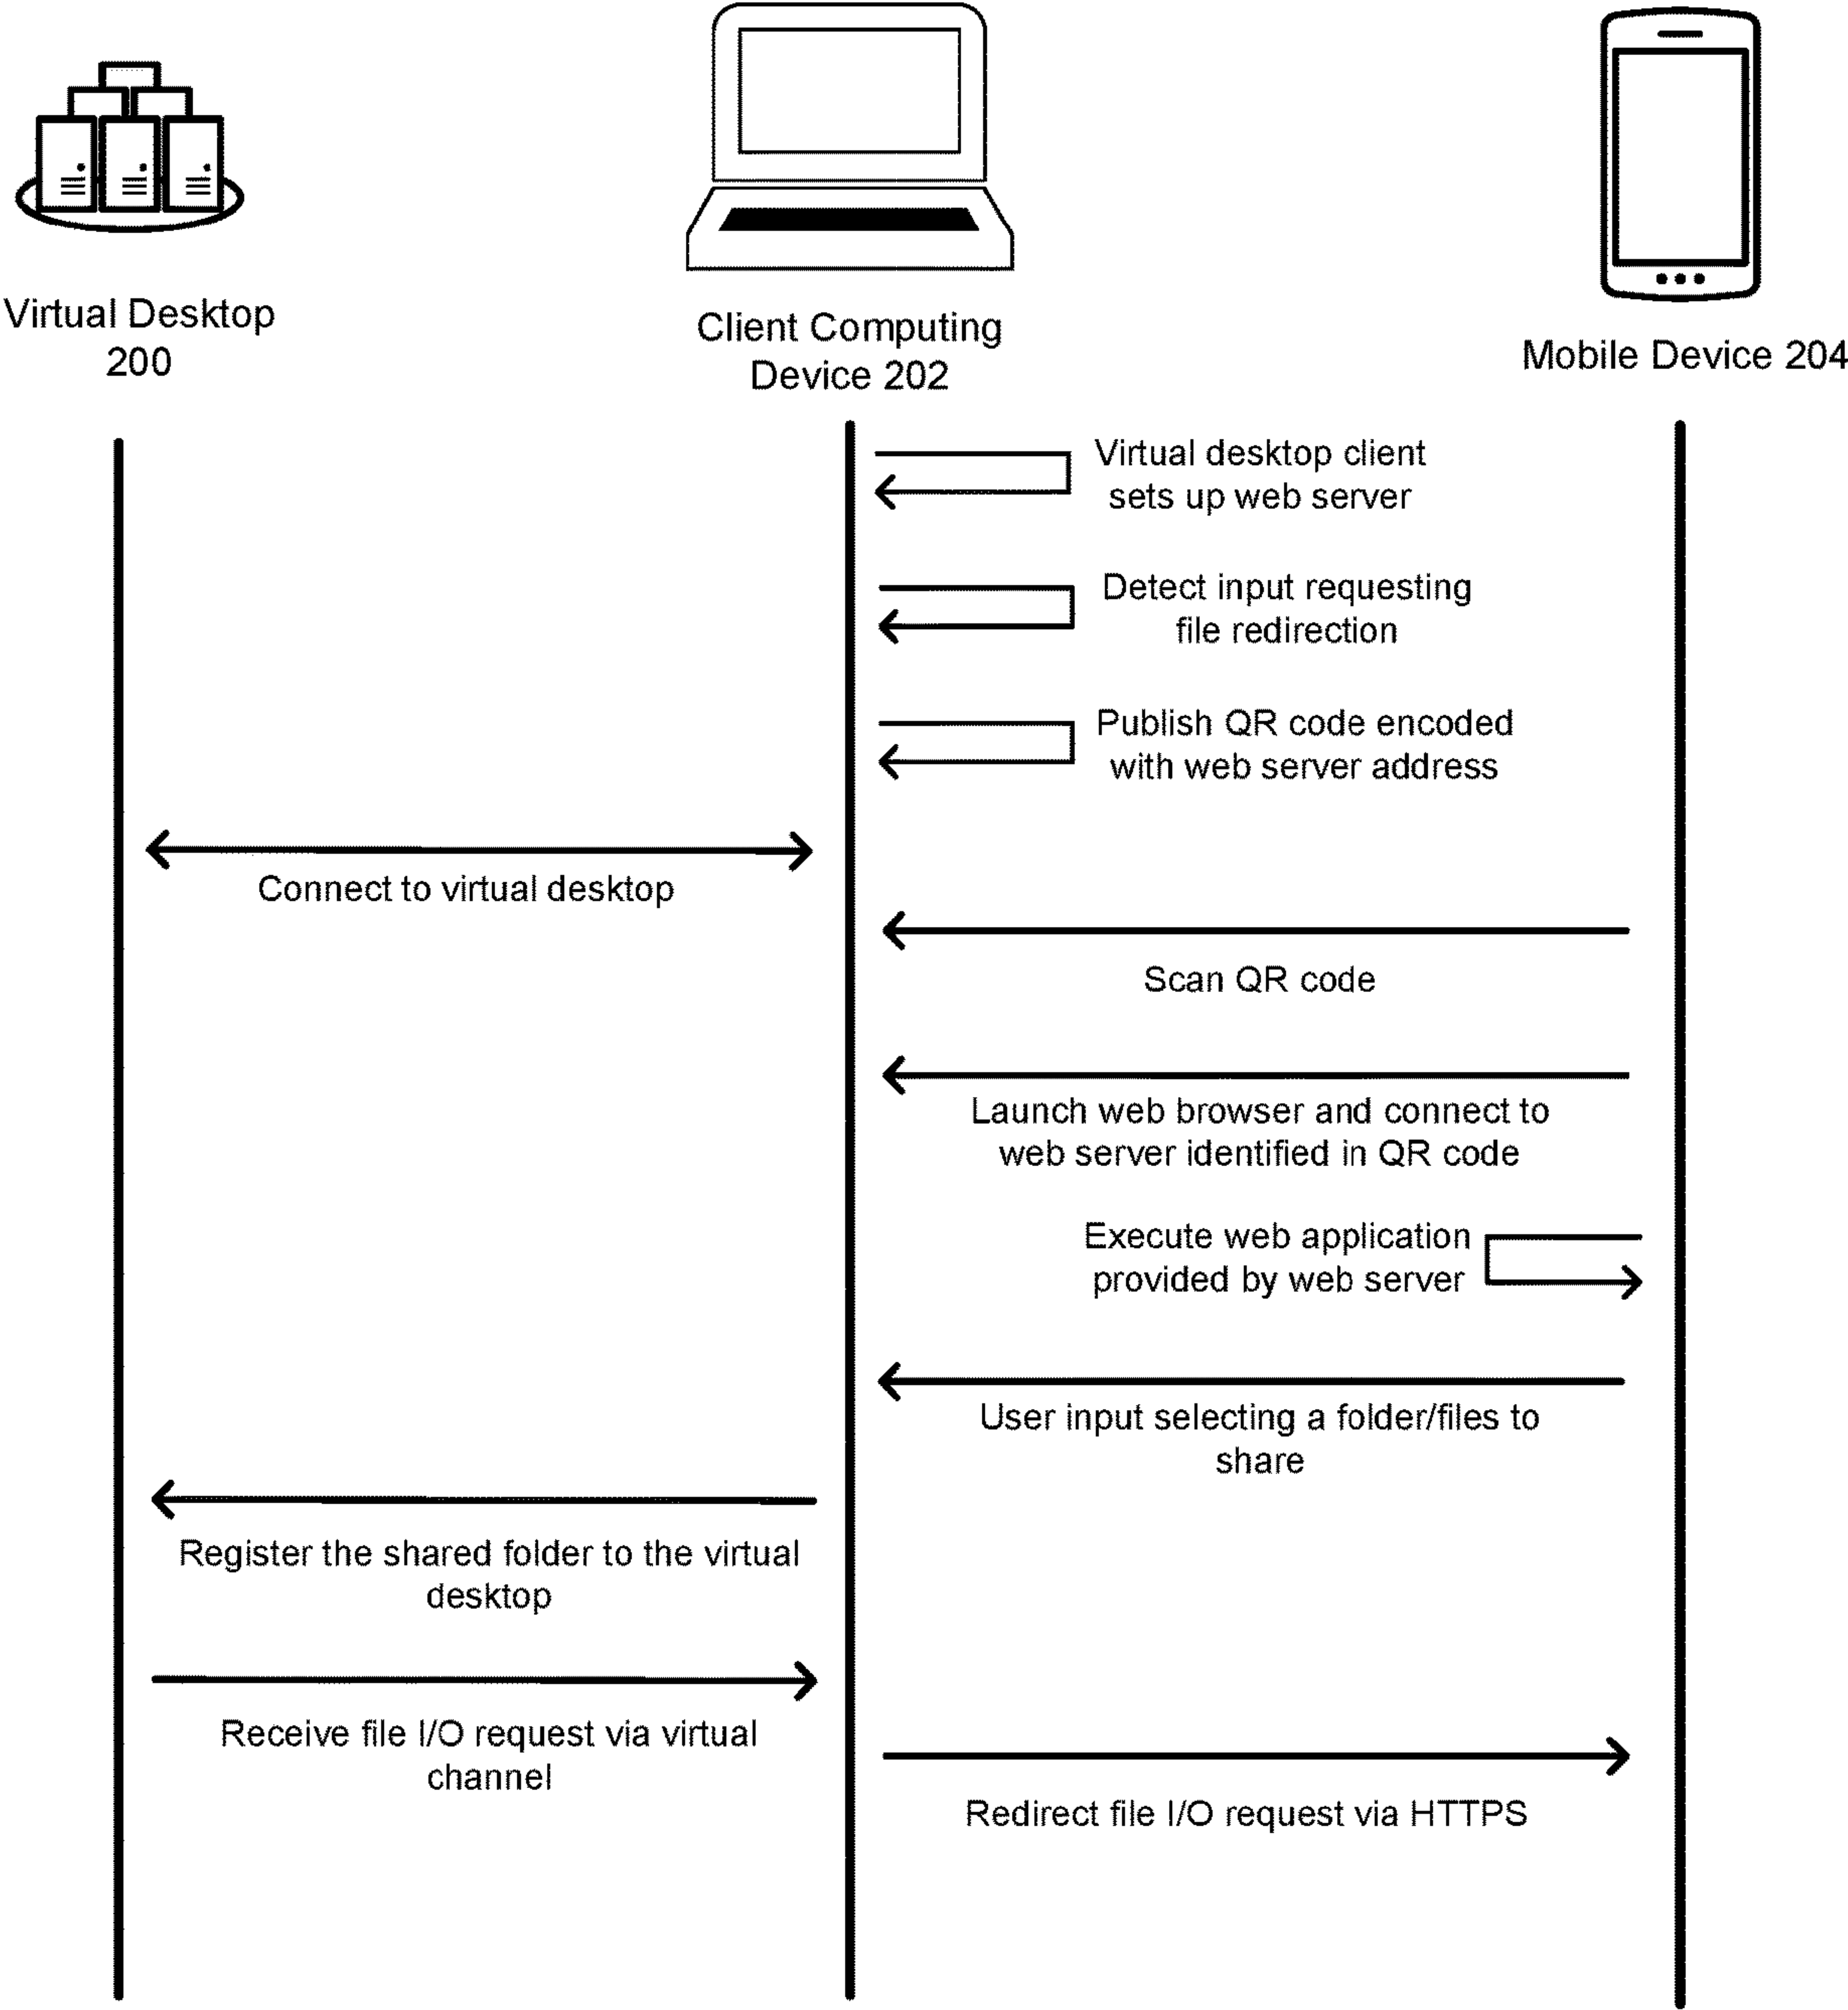 Virtual Desktop
200
Client Computing
Device 202
Mobile Device 204
Virtual desktop client
sets up web server
Detect input requesting
file redirection
Publish QR code encoded
with web server address
Connect to virtual desktop
Scan QR code
Launch web browser and connect to
web server identified in QR code
Execute web application
provided by web server
User input selecting a folder/files to
share
Register the shared folder to the virtual
desktop
Receive file I/O request via virtual
channel
Redirect file I/O request via HTTPS